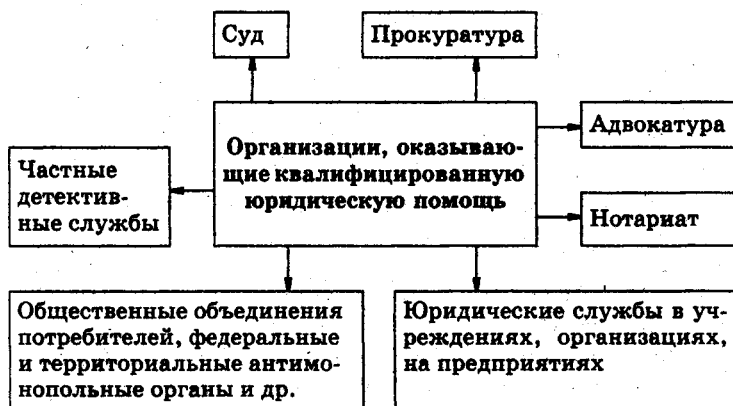 Суд
Прокуратура
Организации, оказываю-
щие квалифицированную
юридическую помощь
Адвокатура
Частные
детектив-
ные службы
Нотариат
Общественные объединения
потребителей, федеральные
и территориальные антимо-
нопольные органы и др.
Юридические службы в уч-
реждениях, организациях,
на предприятиях